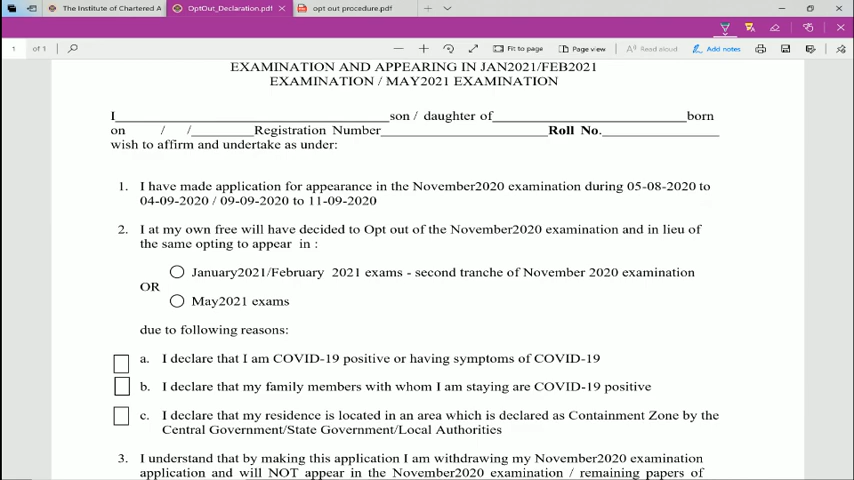 The Institute of Chartered A
OptOut_Declaration.pdf
opt out procedure.pdf
1 of 1
Fit to page
Page view
Read aloud
Add notes
EXAMINATION AND APPEARING IN JAN2021/FEB2021
EXAMINATION / MAY2021 EXAMINATION
I____________________son / daughter of____________________born
on / /__________Registration Number____________________Roll No.____________________
wish to affirm and undertake as under:
1. I have made application for appearance in the November2020 examination during 05-08-2020 to
04-09-2020 / 09-09-2020 to 11-09-2020
2. I at my own free will have decided to Opt out of the November2020 examination and in lieu of
the same opting to appear in :
January2021/February 2021 exams - second tranche of November 2020 examination
OR
May2021 exams
due to following reasons:
a. I declare that I am COVID-19 positive or having symptoms of COVID-19
b. I declare that my family members with whom I am staying are COVID-19 positive
c. I declare that my residence is located in an area which is declared as Containment Zone by the
Central Government/State Government/Local Authorities
3. I understand that by making this application I am withdrawing my November2020 examination
application and will NOT appear in the November2020 examination / remaining papers of